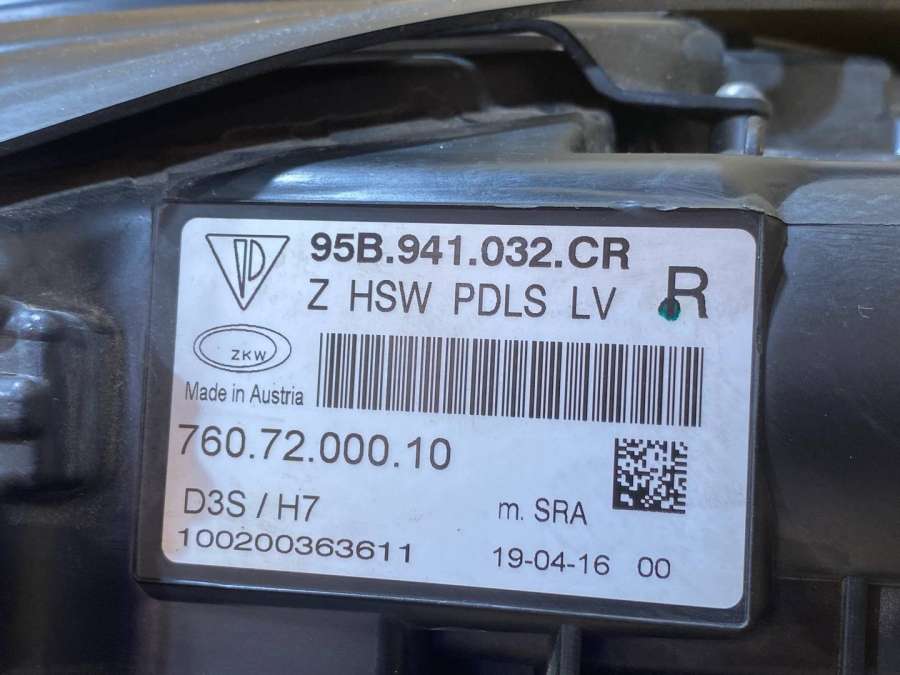 95B.941.032.CR
Z HSW PDLS LV
R
ZKW
Made in Austria
760.72.000.10
D3S / H7
m. SRA
100200363611
19-04-16 00